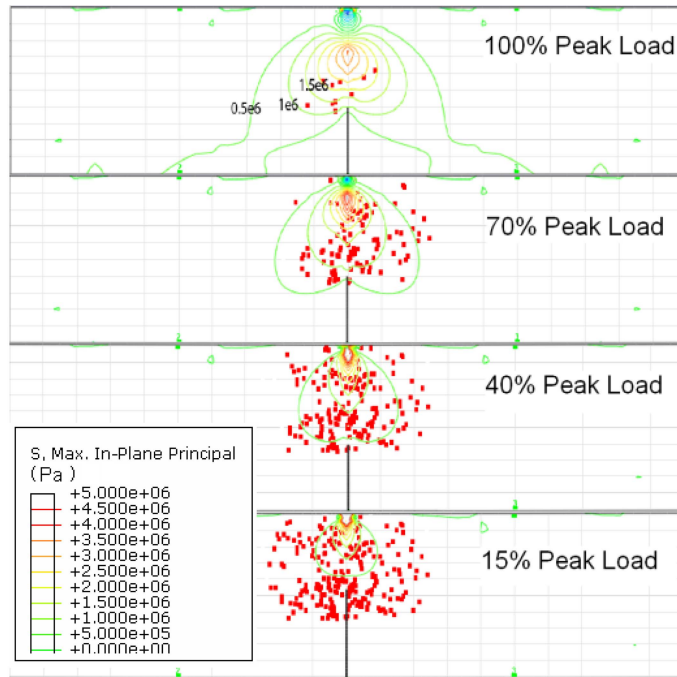 100% Peak Load
1.5e6
0.5e6
1e6
70% Peak Load
40% Peak Load
S, Max. In-Plane Principal
(Pa )
+5.000e+06
+4.500e+06
+4.000e+06
+3.500e+06
+3.000e+06
+2.500e+06
+2.000e+06
+1.500e+06
+1.000e+06
+5.000e+05
+0.000e+00
15% Peak Load